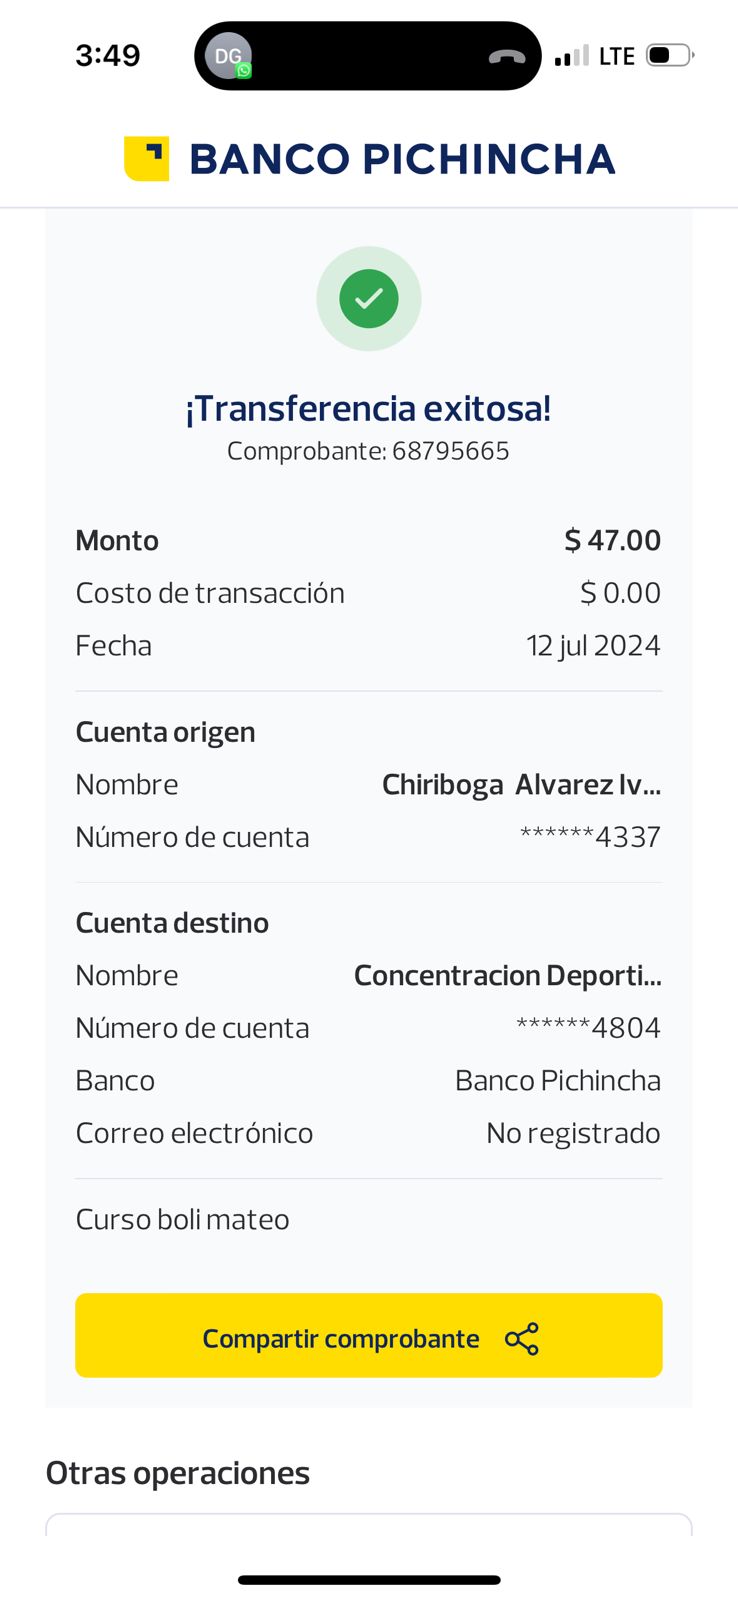 3:49
DG
LTE
BANCO PICHINCHA
¡Transferencia exitosa!
Comprobante: 68795665
Monto $ 47.00
Costo de transacción $ 0.00
Fecha 12 jul 2024
Cuenta origen
Nombre Chiriboga Alvarez Iv...
Número de cuenta ******4337
Cuenta destino
Nombre Concentracion Deporti...
Número de cuenta ******4804
Banco Banco Pichincha
Correo electrónico No registrado
Curso boli mateo
Compartir comprobante
Otras operaciones